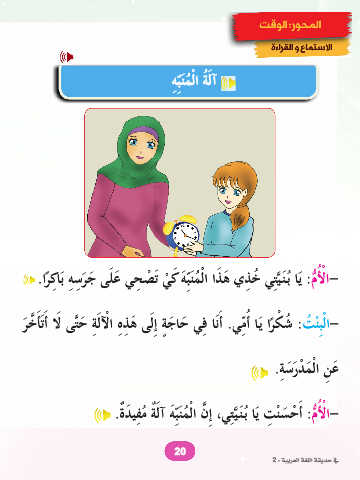 المحور: الوقت
الاستماع و القراءة
آلَةُ الْمُنَبِّهِ
-الْأُمُّ: يَا بُنَيَّتِي خُذِي هَذَا الْمُنَبِّهَ كَيْ تَصْحِي عَلَى جَرَسِهِ بَاكِرًا.
-الْبِنْتُ: شُكْرًا يَا أُمِّي. أَنَا فِي حَاجَةٍ إِلَى هَذِهِ الْآلَةِ حَتَّى لَا أَتَأَخَّرَ
عَنِ الْمَدْرَسَةِ.
-الْأُمُّ: أَحْسَنْتِ يَا بُنَيَّتِي، إِنَّ الْمُنَبِّهَ آلَةٌ مُفِيدَةٌ.
20
في حديقة اللغة العربية - 2